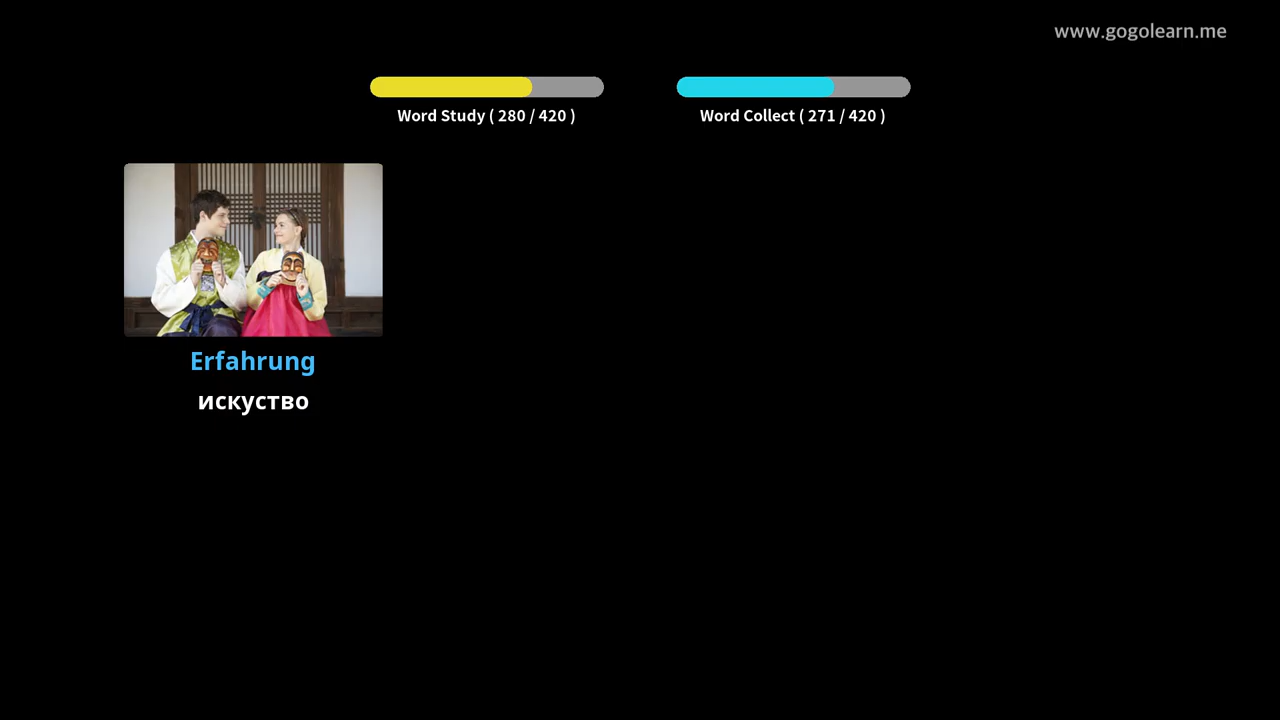 www.gogolearn.me
Word Study ( 280 / 420 )
Word Collect ( 271 / 420 )
Erfahrung
искуство